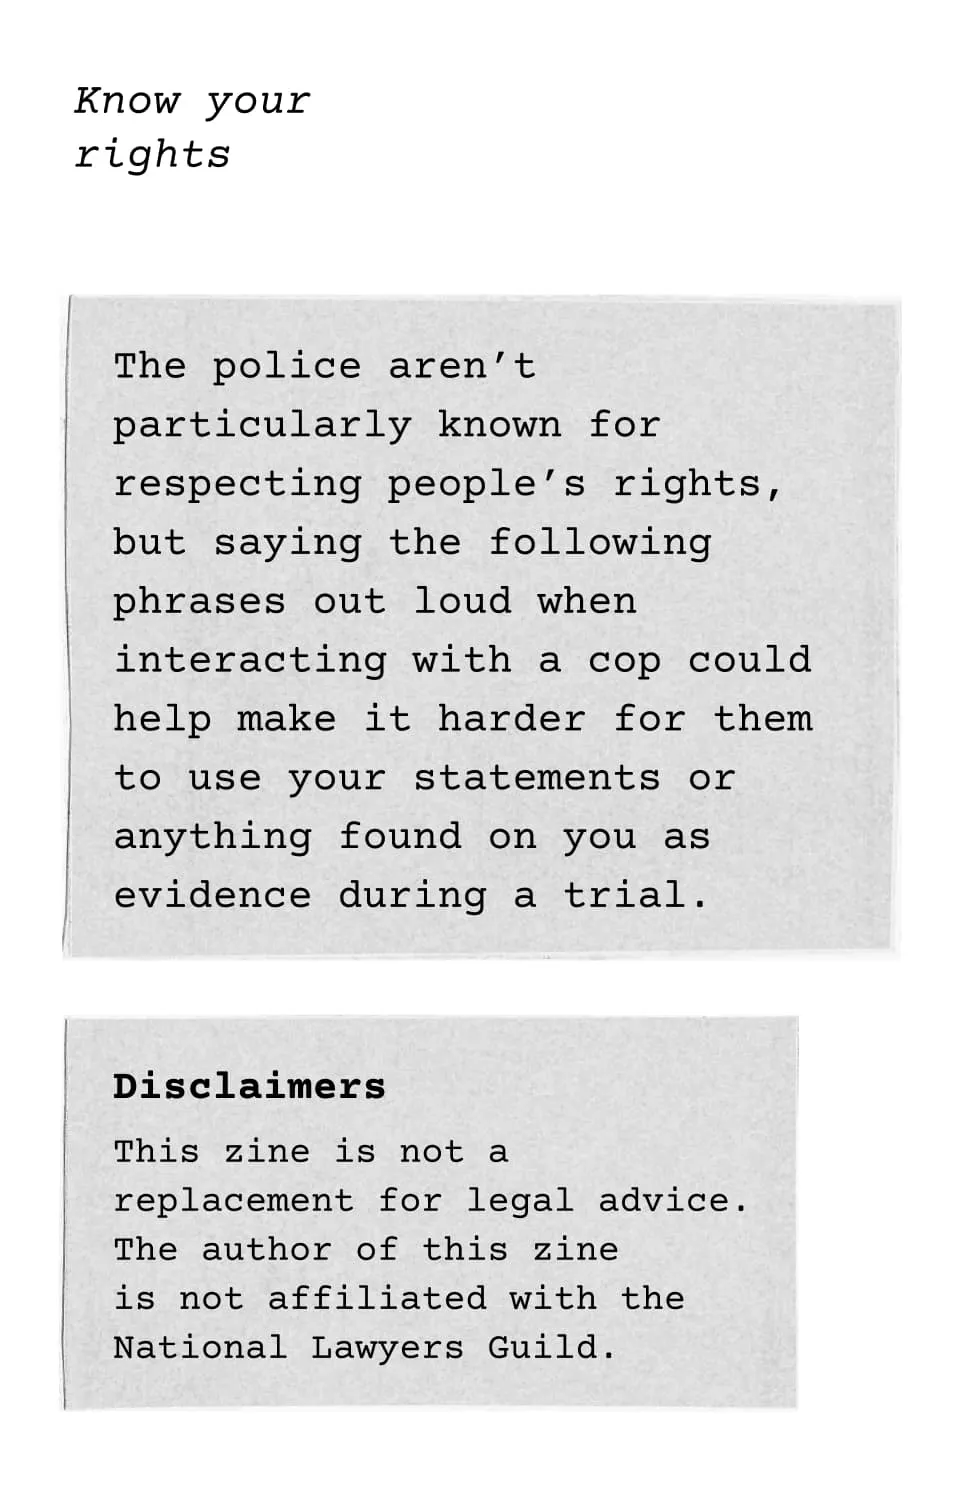 Know your
rights
The police aren’t
particularly known for
respecting people’s rights,
but saying the following
phrases out loud when
interacting with a cop could
help make it harder for them
to use your statements or
anything found on you as
evidence during a trial.
Disclaimers
This zine is not a
replacement for legal advice.
The author of this zine
is not affiliated with the
National Lawyers Guild.